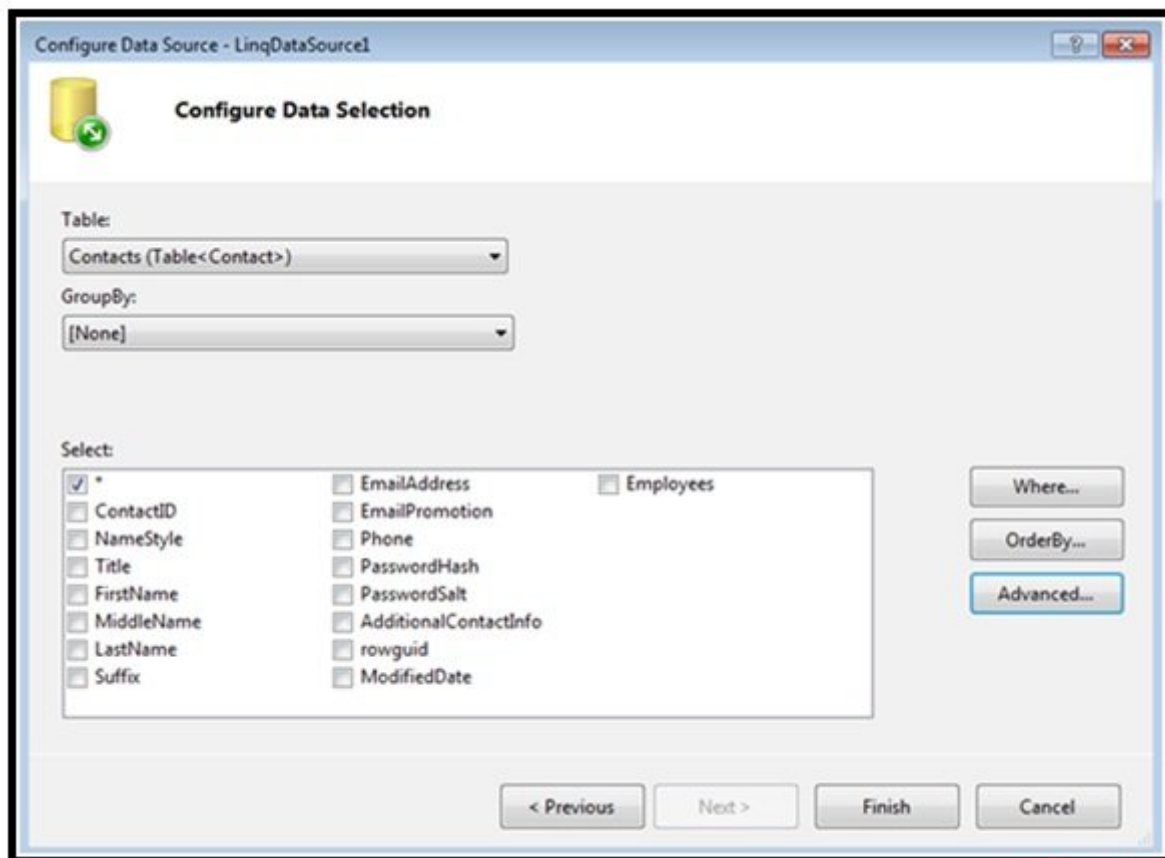 Configure Data Source - LinqDataSource1
Configure Data Selection
Table:
Contacts (Table<Contact>)
GroupBy:
[None]
Select:
*
ContactID
NameStyle
Title
FirstName
MiddleName
LastName
Suffix
EmailAddress
EmailPromotion
Phone
PasswordHash
PasswordSalt
AdditionalContactInfo
rowguid
ModifiedDate
Employees
Where...
OrderBy...
Advanced...
< Previous
Next >
Finish
Cancel